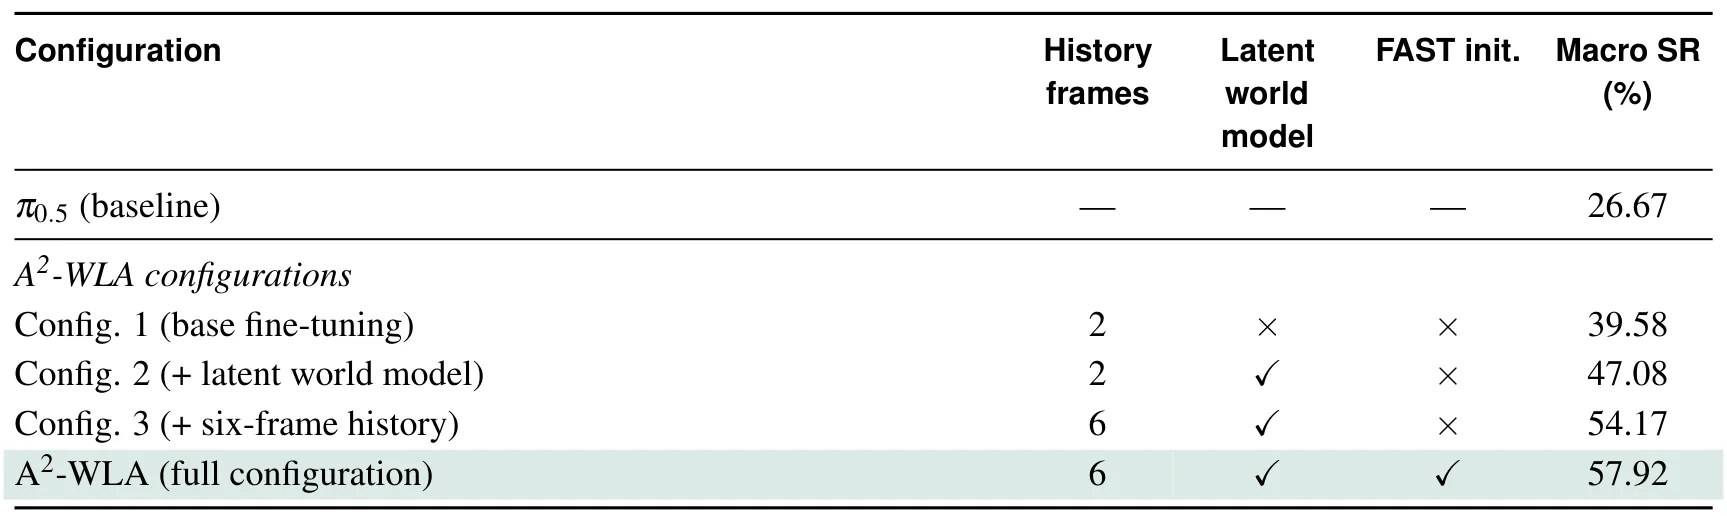 Configuration History frames Latent world model FAST init. Macro SR (%)
π0.5 (baseline) — — — 26.67
A²-WLA configurations
Config. 1 (base fine-tuning) 2 × × 39.58
Config. 2 (+ latent world model) 2 ✓ × 47.08
Config. 3 (+ six-frame history) 6 ✓ × 54.17
A²-WLA (full configuration) 6 ✓ ✓ 57.92